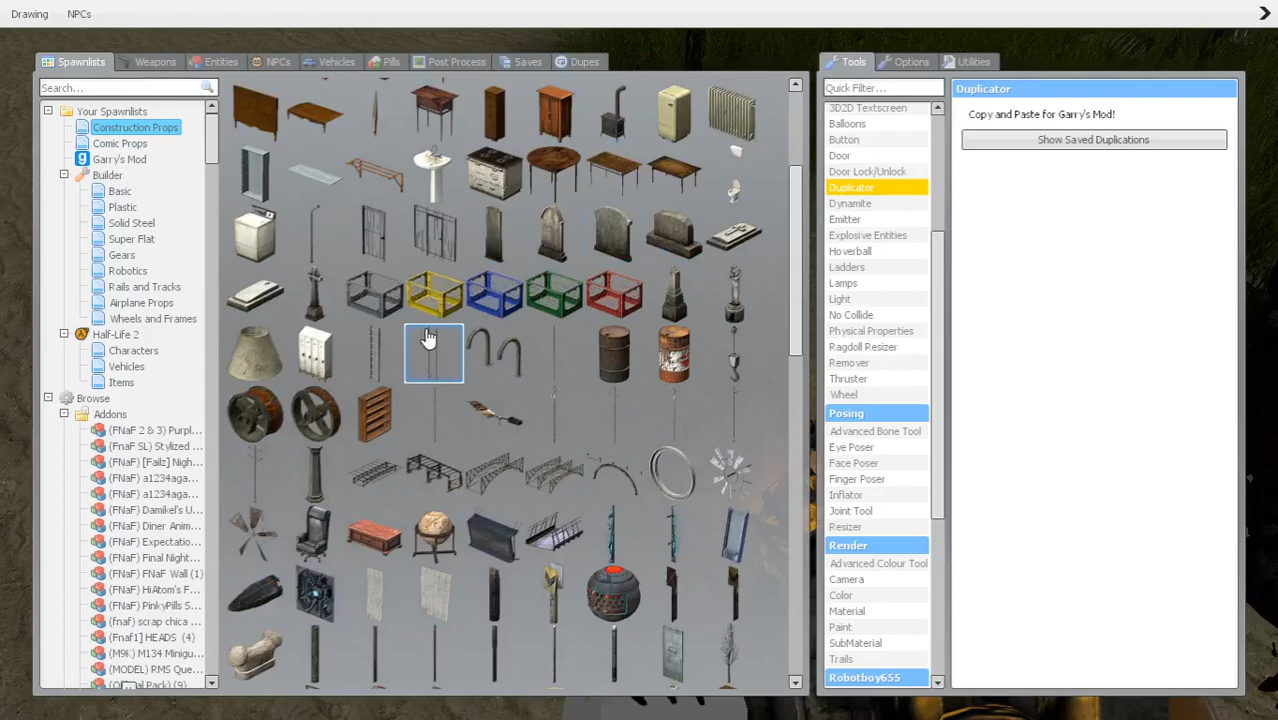 Drawing NPCs
Spawnlists Weapons Entities NPCs Vehicles Pills Post Process Saves Dupes
Search...
Your Spawnlists
Construction Props
Comic Props
Garry's Mod
Builder
Basic
Plastic
Solid Steel
Super Flat
Gears
Robotics
Rails and Tracks
Airplane Props
Wheels and Frames
Half-Life 2
Characters
Vehicles
Items
Browse
Addons
(FNaF 2 & 3) Purpl...
(FnaF SL) Stylized ...
(FNaF) [Failz] Nigh...
(FNaF) a1234aga...
(FNaF) a1234aga...
(FNaF) Damikel's U...
(FNaF) Diner Anim...
(FNaF) Expectatio...
(FNaF) Final Night...
(FNAF) FNaF Wall (1)
(FNAF) HiAtom's F...
(FNAF) PinkyPills S...
(fnaf) scrap chica ...
(Fnaf1] HEADS (4)
(M9K) M134 Minigu...
(MODEL) RMS Que...
Pack) (9)
Tools Options Utilities
Quick Filter...
3D2D Textscreen
Balloons
Button
Door
Door Lock/Unlock
Duplicator
Dynamite
Emitter
Explosive Entities
Hoverball
Ladders
Lamps
Light
No Collide
Physical Properties
Ragdoll Resizer
Remover
Thruster
Wheel
Posing
Advanced Bone Tool
Eye Poser
Face Poser
Finger Poser
Inflator
Joint Tool
Resizer
Render
Advanced Colour Tool
Camera
Color
Material
Paint
SubMaterial
Trails
Robotboy655
Duplicator
Copy and Paste for Garry's Mod!
Show Saved Duplications